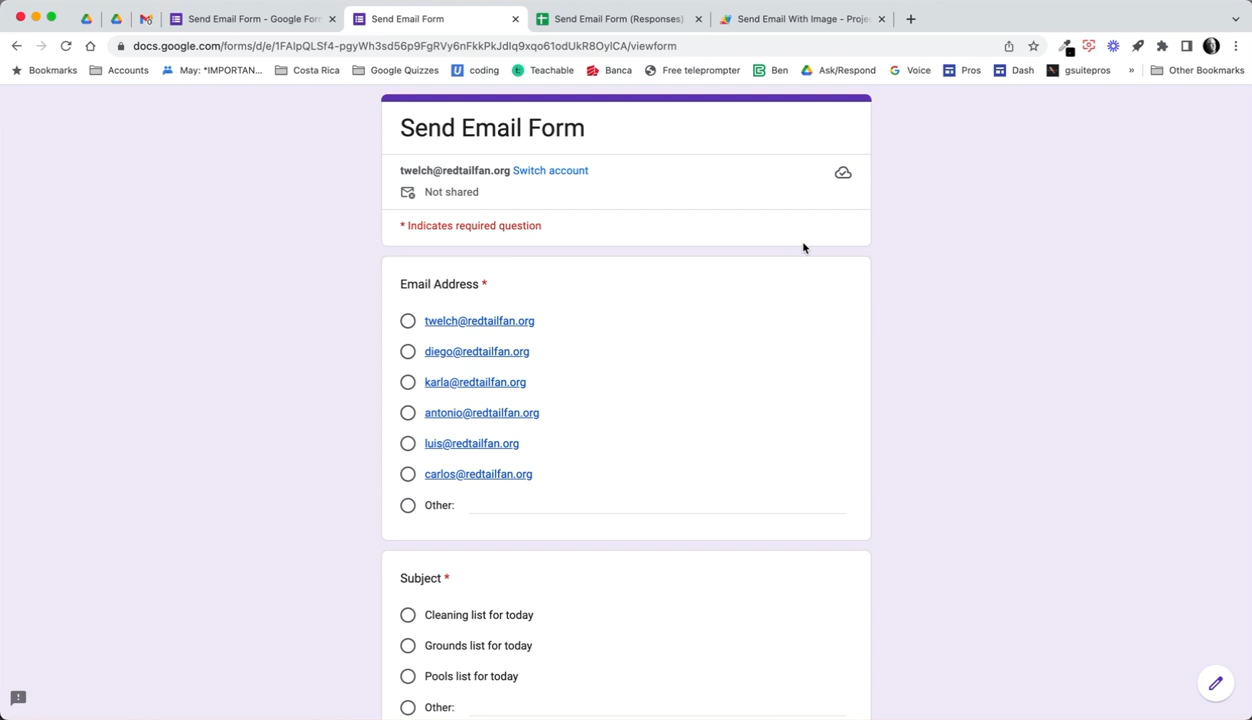 Send Email Form - Google For
Send Email Form
Send Email Form (Responses)
Send Email With Image - Proje
docs.google.com/forms/d/e/1FAIpQLSf4-pgyWh3sd56p9FgRVy6nFkkPkJdIq9xqo61odUkR8OylCA/viewform
Bookmarks
Accounts
May: *IMPORTAN...
Costa Rica
Google Quizzes
coding
Teachable
Banca
Free teleprompter
Ben
Ask/Respond
Voice
Pros
Dash
gsuitepros
»
Other Bookmarks
Send Email Form
twelch@redtailfan.org Switch account
Not shared
* Indicates required question
Email Address *
twelch@redtailfan.org
diego@redtailfan.org
karla@redtailfan.org
antonio@redtailfan.org
luis@redtailfan.org
carlos@redtailfan.org
Other:
Subject *
Cleaning list for today
Grounds list for today
Pools list for today
Other: